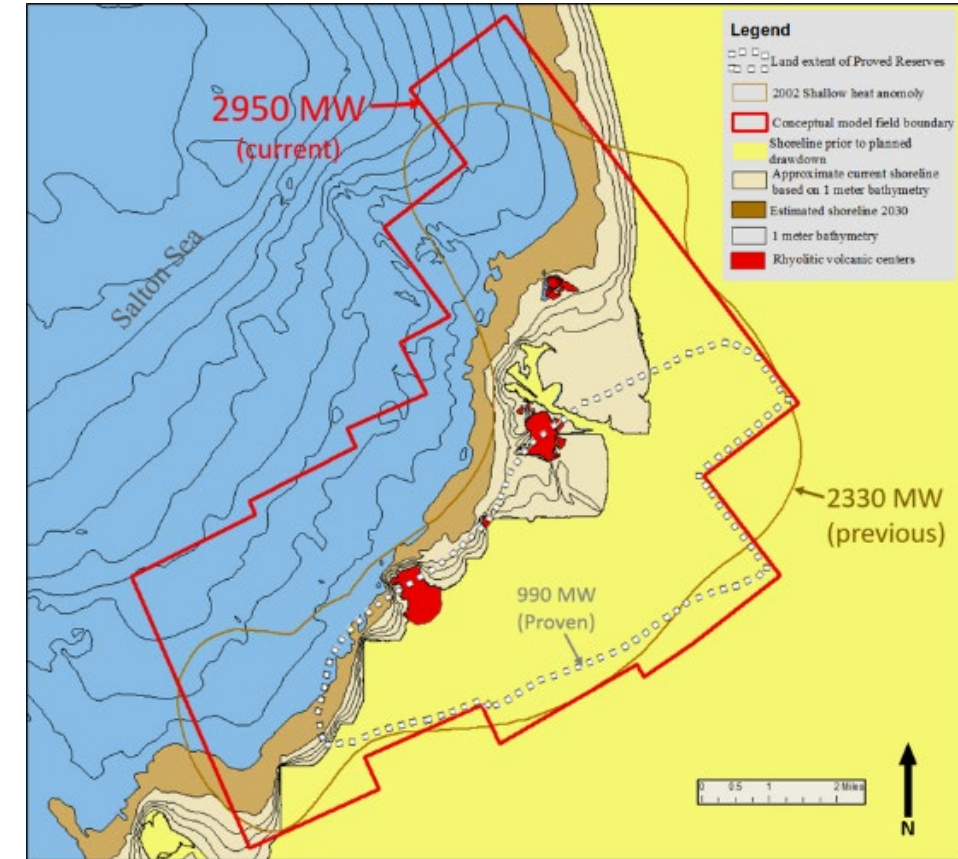 Legend
Land extent of Proved Reserves
2002 Shallow heat anomoly
Conceptual model field boundary
Shoreline prior to planned
drawdown
Approximate current shoreline
based on 1 meter bathymetry
Estimated shoreline 2030
1 meter bathymetry
Rhyolitic volcanic centers
2950 MW
(current)
Salton Sea
2330 MW
(previous)
990 MW
(Proven)
0 0.5 1 2 Miles
N